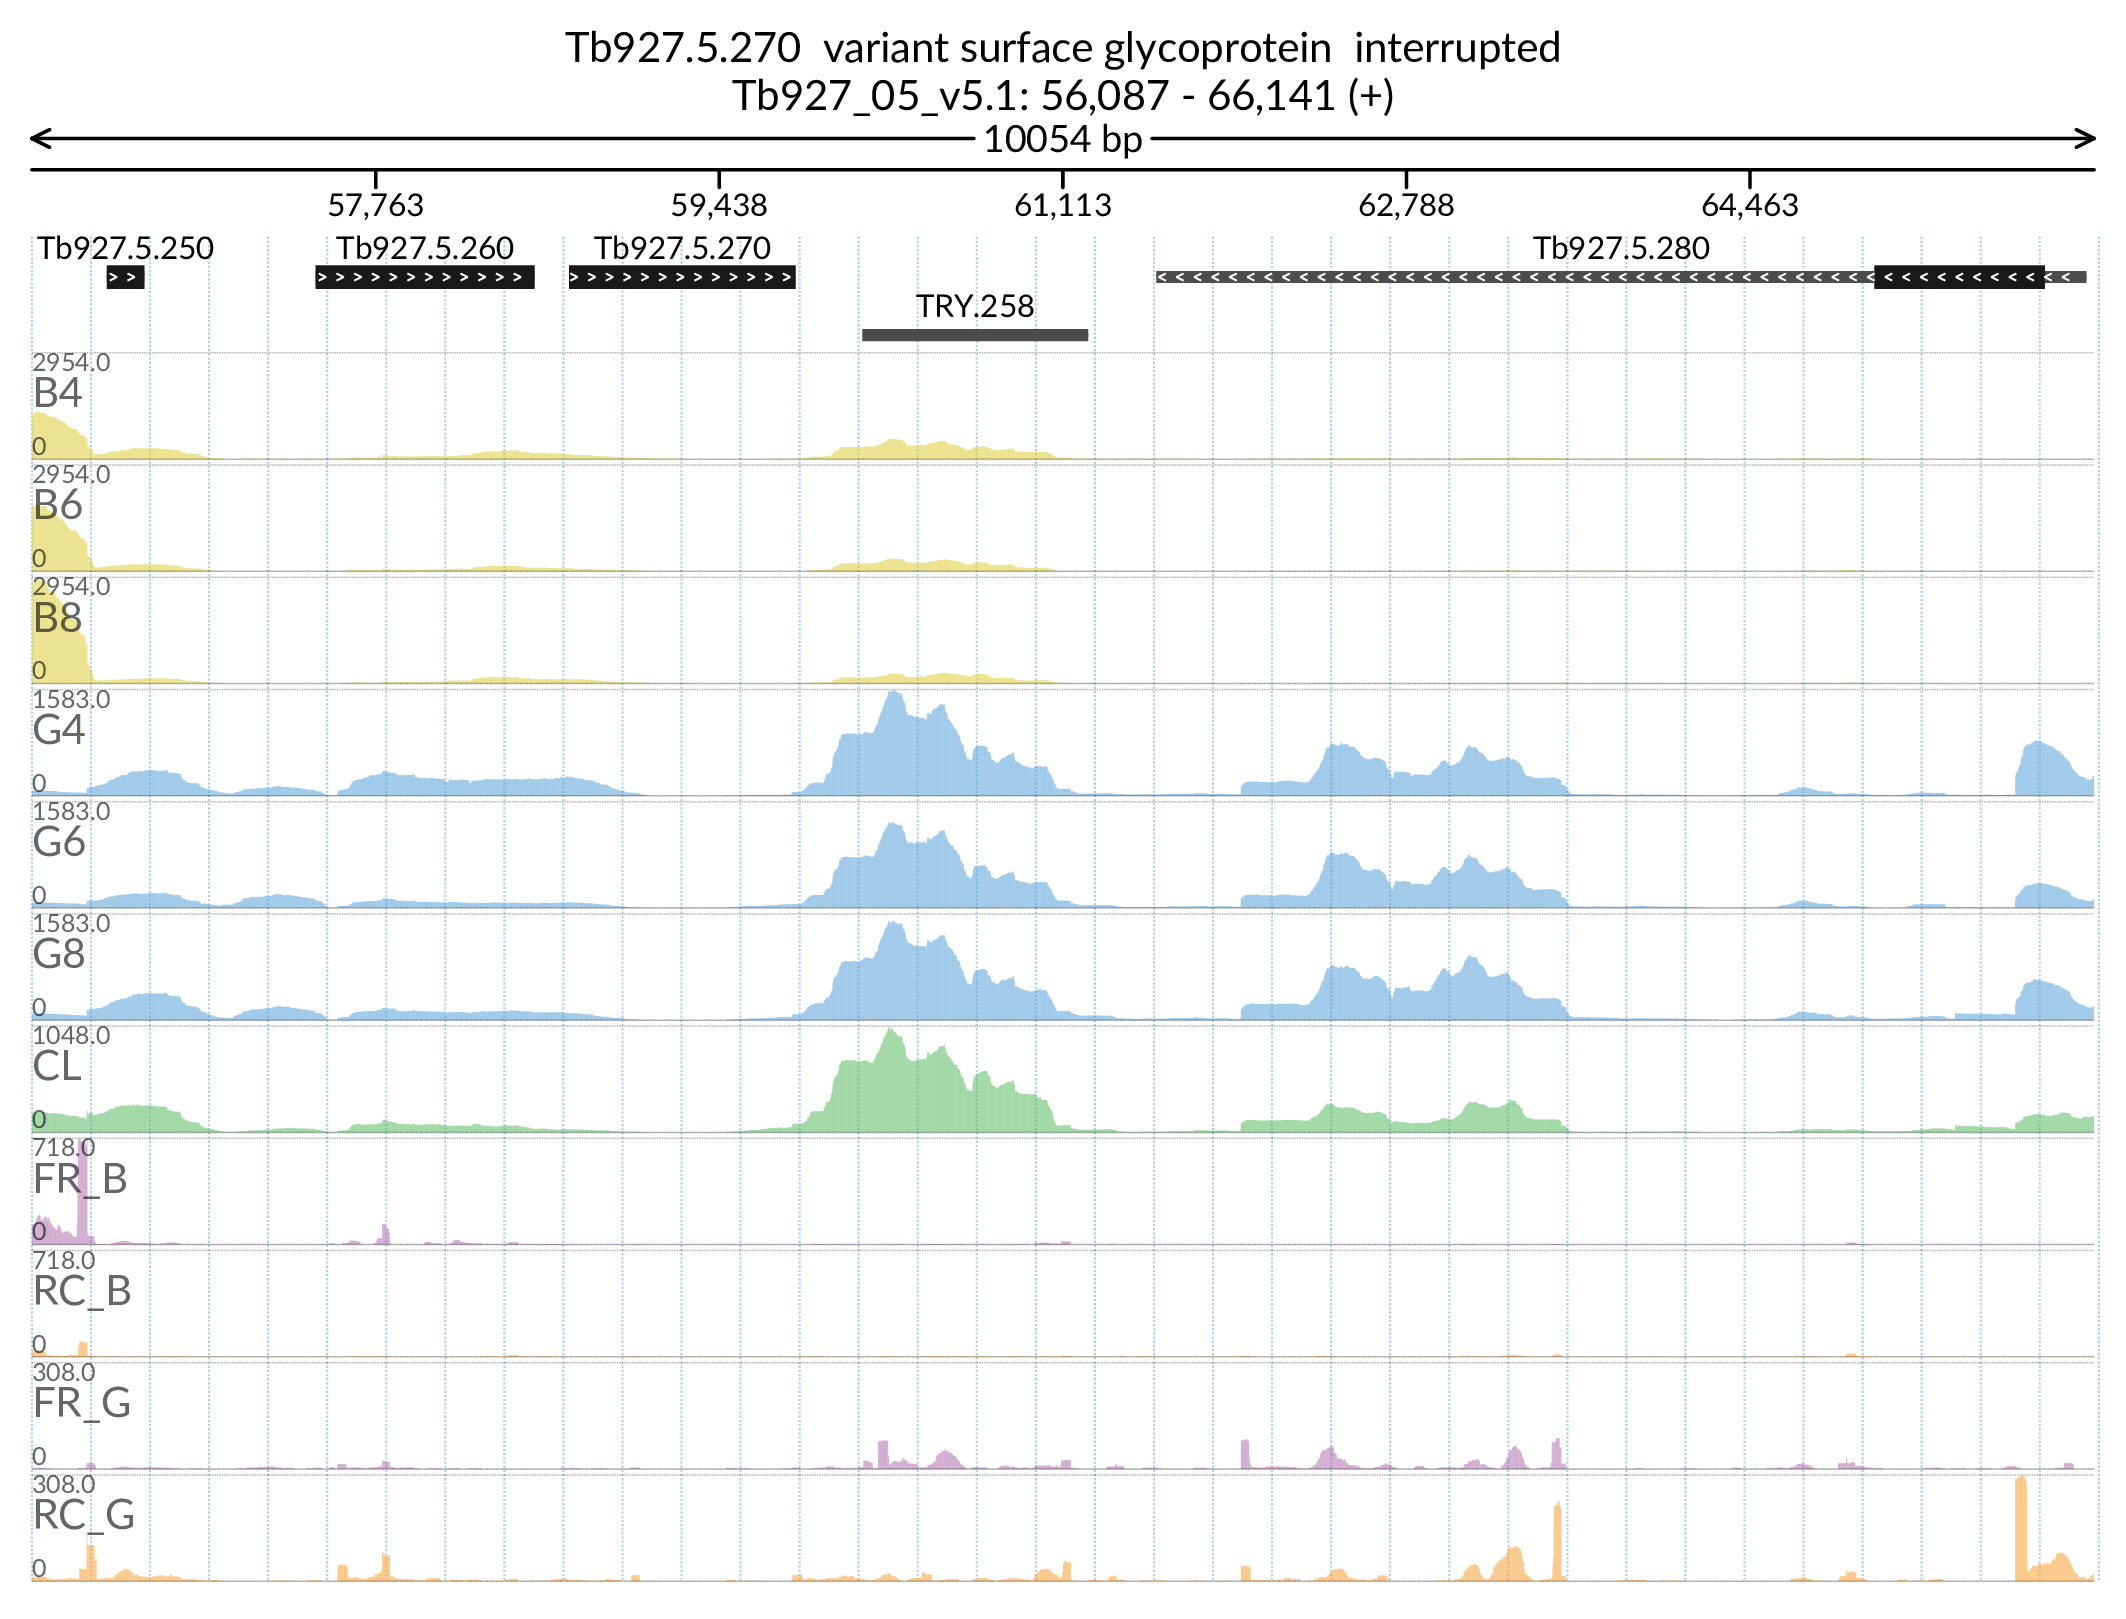 Tb927.5.270  variant surface glycoprotein  interrupted
Tb927_05_v5.1: 56,087 - 66,141 (+)
10054 bp
57,763 59,438 61,113 62,788 64,463
Tb927.5.250 Tb927.5.260 Tb927.5.270 Tb927.5.280
TRY.258
2954.0
B4
0
2954.0
B6
0
2954.0
B8
0
1583.0
G4
0
1583.0
G6
0
1583.0
G8
0
1048.0
CL
0
718.0
FR_B
0
718.0
RC_B
0
308.0
FR_G
0
308.0
RC_G
0